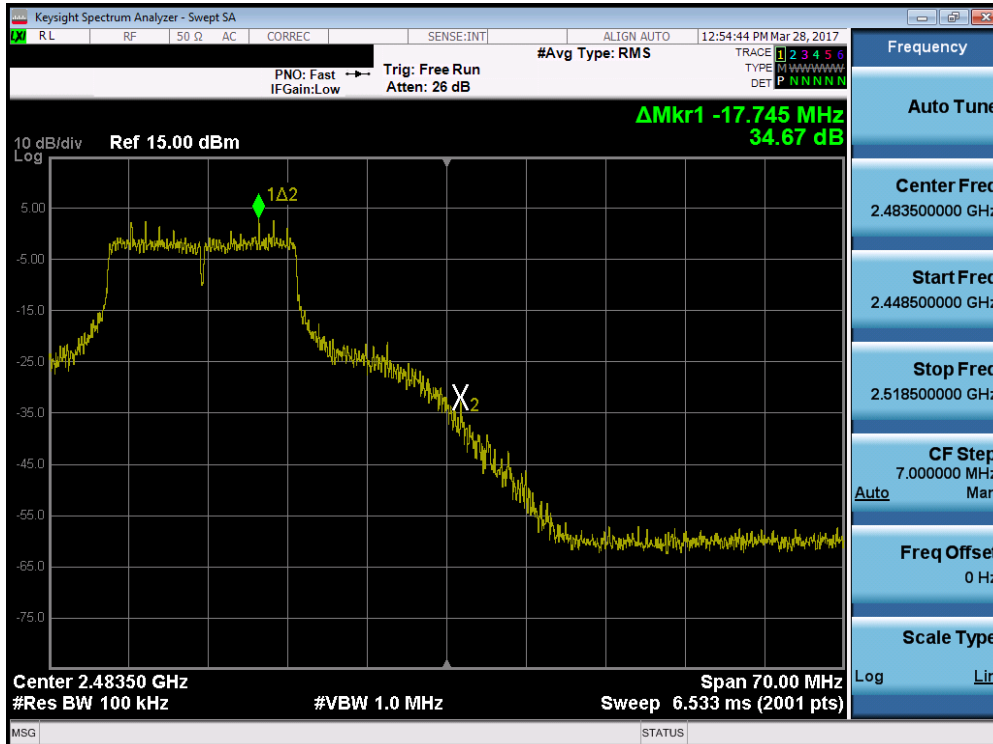 Keysight Spectrum Analyzer - Swept SA
LXI RL RF 50 Ω AC CORREC SENSE:INT ALIGN AUTO 12:54:44 PM Mar 28, 2017
PNO: Fast Trig: Free Run #Avg Type: RMS TRACE 1 2 3 4 5 6
IFGain:Low Atten: 26 dB TYPE M WWWWW
DET P N N N N N
ΔMkr1 -17.745 MHz
34.67 dB
10 dB/div Ref 15.00 dBm
Log
1Δ2
5.00
-5.00
-15.0
-25.0
-35.0
X2
-45.0
-55.0
-65.0
-75.0
Center 2.48350 GHz Span 70.00 MHz
#Res BW 100 kHz #VBW 1.0 MHz Sweep 6.533 ms (2001 pts)
MSG STATUS
Frequency
Auto Tune
Center Freq
2.483500000 GHz
Start Freq
2.448500000 GHz
Stop Freq
2.518500000 GHz
CF Step
7.000000 MHz
Auto Man
Freq Offset
0 Hz
Scale Type
Log Lin